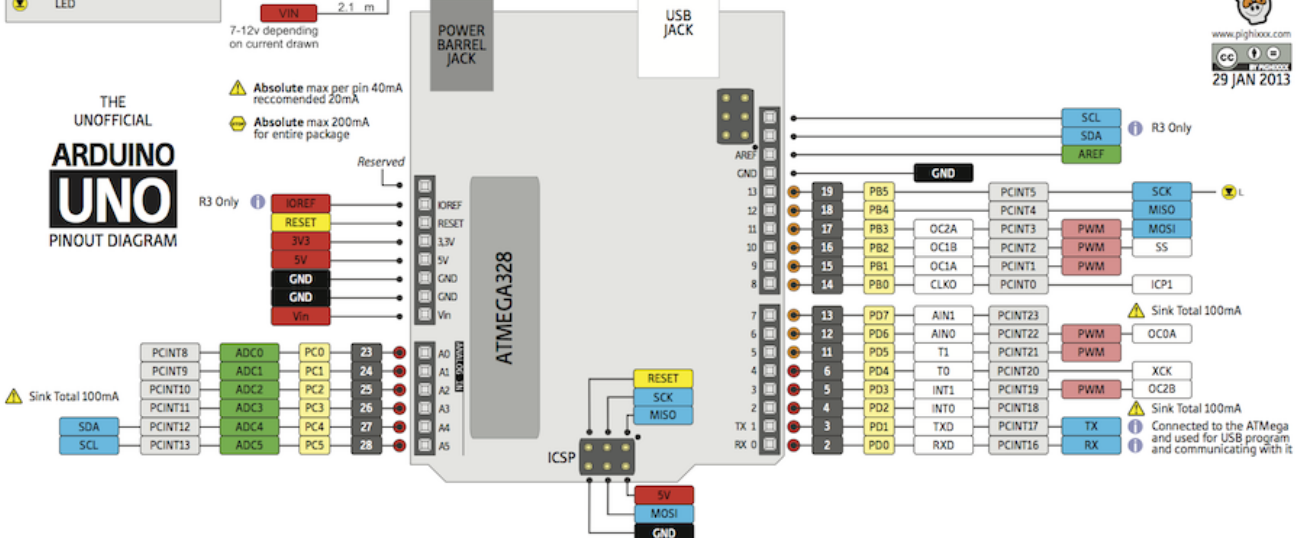 LED
VIN
2.1 m
7-12v depending
on current drawn
POWER
BARREL
JACK
USB
JACK
www.pighixxx.com
cc
BY PIGHIXXX
29 JAN 2013
THE
UNOFFICIAL
ARDUINO
UNO
PINOUT DIAGRAM
Absolute max per pin 40mA
reccomended 20mA
Absolute max 200mA
for entire package
Reserved
R3 Only IOREF IOREF
RESET RESET
3V3 3,3V
5V 5V
GND GND
GND GND
Vin Vin
ATMEGA328
PCINT8 ADC0 PC0 23 A0
PCINT9 ADC1 PC1 24 A1
PCINT10 ADC2 PC2 25 A2
PCINT11 ADC3 PC3 26 A3
SDA PCINT12 ADC4 PC4 27 A4
SCL PCINT13 ADC5 PC5 28 A5
Sink Total 100mA
ANALOG IN
SCL
SDA
R3 Only
AREF AREF
GND GND
13 19 PB5 PCINT5 SCK L
12 18 PB4 PCINT4 MISO
11 17 PB3 OC2A PCINT3 PWM MOSI
10 16 PB2 OC1B PCINT2 PWM SS
9 15 PB1 OC1A PCINT1 PWM
8 14 PB0 CLKO PCINT0 ICP1
Sink Total 100mA
7 13 PD7 AIN1 PCINT23
6 12 PD6 AIN0 PCINT22 PWM OC0A
5 11 PD5 T1 PCINT21 PWM
4 6 PD4 T0 PCINT20 XCK
3 5 PD3 INT1 PCINT19 PWM OC2B
2 4 PD2 INT0 PCINT18
Sink Total 100mA
TX 1 3 PD1 TXD PCINT17 TX
RX 0 2 PD0 RXD PCINT16 RX
Connected to the ATMega
and used for USB program
and communicating with it
RESET
SCK
MISO
ICSP
5V
MOSI
GND